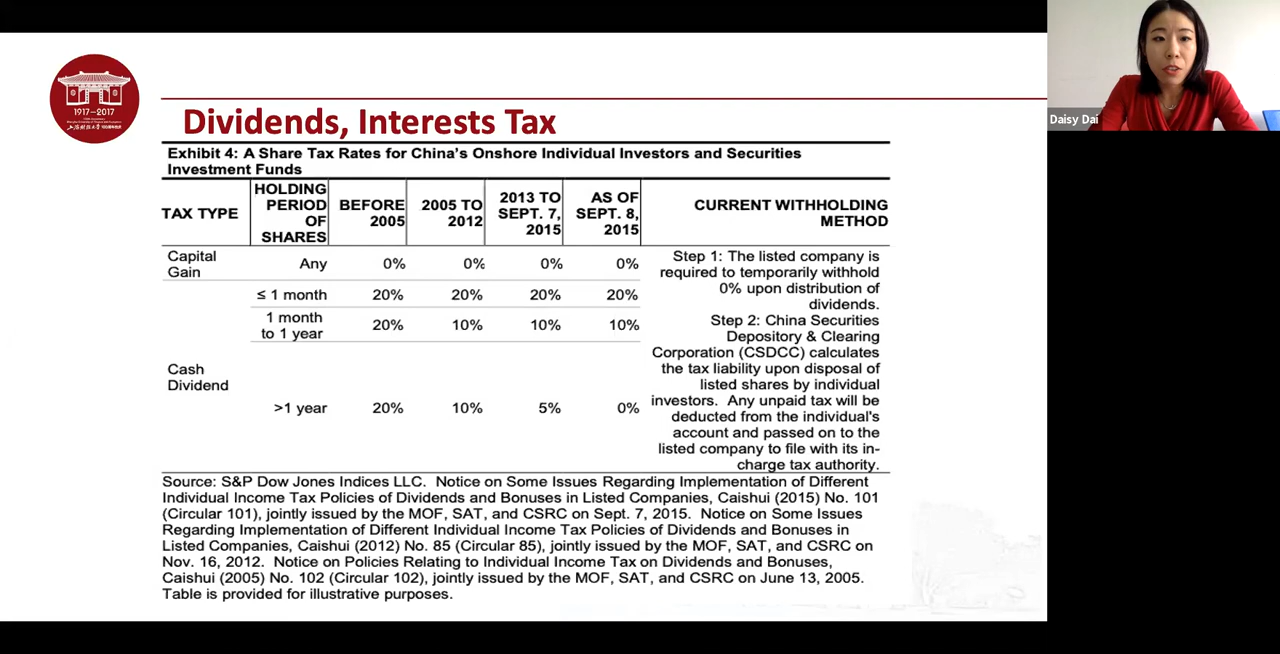 1917-2017
上海财经大学
Dividends, Interests Tax
Daisy Dai
Exhibit 4: A Share Tax Rates for China's Onshore Individual Investors and Securities
Investment Funds
TAX TYPE
HOLDING
PERIOD
OF
SHARES
BEFORE
2005
2005 TO
2012
2013 TO
SEPT. 7,
2015
AS OF
SEPT. 8,
2015
CURRENT WITHHOLDING
METHOD
Capital
Gain
Any
0%
0%
0%
0%
≤ 1 month
20%
20%
20%
20%
1 month
to 1 year
20%
10%
10%
10%
Cash
Dividend
>1 year
20%
10%
5%
0%
Step 1: The listed company is
required to temporarily withhold
0% upon distribution of
dividends.
Step 2: China Securities
Depository & Clearing
Corporation (CSDCC) calculates
the tax liability upon disposal of
listed shares by individual
investors. Any unpaid tax will be
deducted from the individual's
account and passed on to the
listed company to file with its in-
charge tax authority.
Source: S&P Dow Jones Indices LLC. Notice on Some Issues Regarding Implementation of Different
Individual Income Tax Policies of Dividends and Bonuses in Listed Companies, Caishui (2015) No. 101
(Circular 101), jointly issued by the MOF, SAT, and CSRC on Sept. 7, 2015. Notice on Some Issues
Regarding Implementation of Different Individual Income Tax Policies of Dividends and Bonuses in
Listed Companies, Caishui (2012) No. 85 (Circular 85), jointly issued by the MOF, SAT, and CSRC on
Nov. 16, 2012. Notice on Policies Relating to Individual Income Tax on Dividends and Bonuses,
Caishui (2005) No. 102 (Circular 102), jointly issued by the MOF, SAT, and CSRC on June 13, 2005.
Table is provided for illustrative purposes.